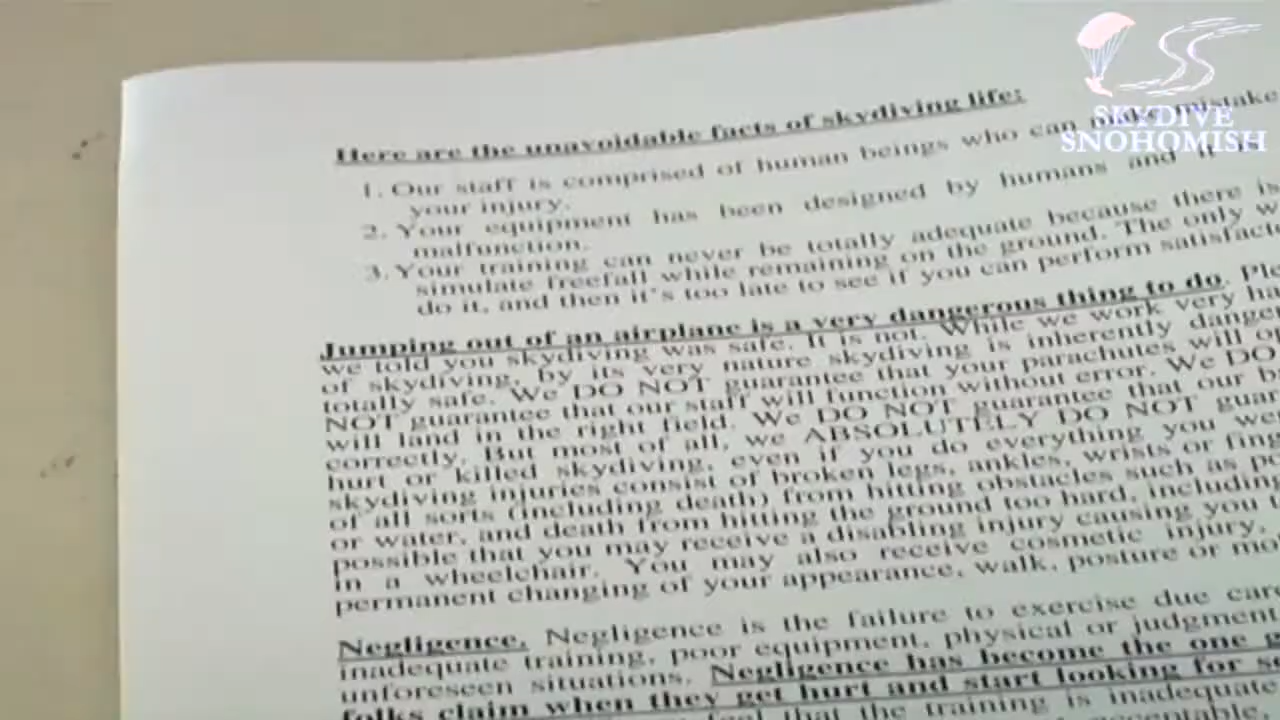 SKYDIVE
SNOHOMISH
Here are the unavoidable facts of skydiving life:
1. Our staff is comprised of human beings who can make mistake
your injury.
2. Your equipment has been designed by humans and it
malfunction.
3. Your training can never be totally adequate because there is
simulate freefall while remaining on the ground. The only w
do it, and then it's too late to see if you can perform satisfacto
Jumping out of an airplane is a very dangerous thing to do. Ple
we told you skydiving was safe. It is not. While we work very ha
of skydiving, by its very nature skydiving is inherently danger
totally safe. We DO NOT guarantee that your parachutes will o
NOT guarantee that our staff will function without error. We DO
will land in the right field. We DO NOT guarantee that our b
correctly. But most of all, we ABSOLUTELY DO NOT guar
hurt or killed skydiving, even if you do everything you we
skydiving injuries consist of broken legs, ankles, wrists or fing
of all sorts (including death) from hitting obstacles such as po
or water, and death from hitting the ground too hard, including
possible that you may receive a disabling injury causing you t
in a wheelchair. You may also receive cosmetic injury,
permanent changing of your appearance, walk, posture or mo
Negligence. Negligence is the failure to exercise due care
inadequate training, poor equipment, physical or judgment
unforeseen situations. Negligence has become the one g
folks claim when they get hurt and start looking for so
feel that the training is inadequate